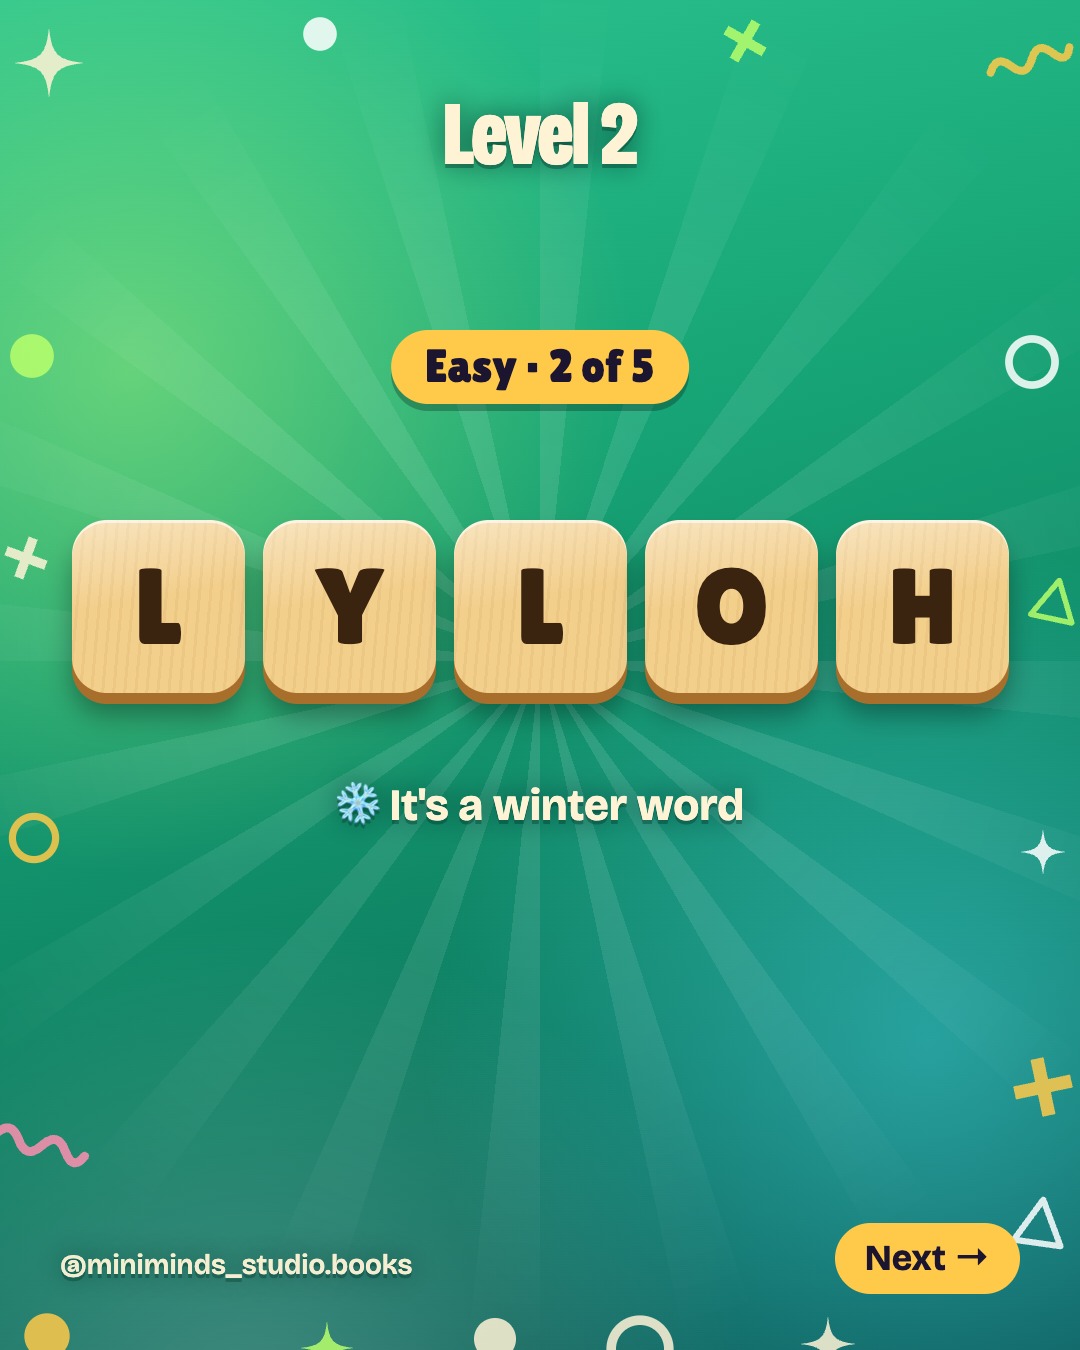 Level 2
Easy · 2 of 5
L Y L O H
❄️ It's a winter word
@miniminds_studio.books
Next →